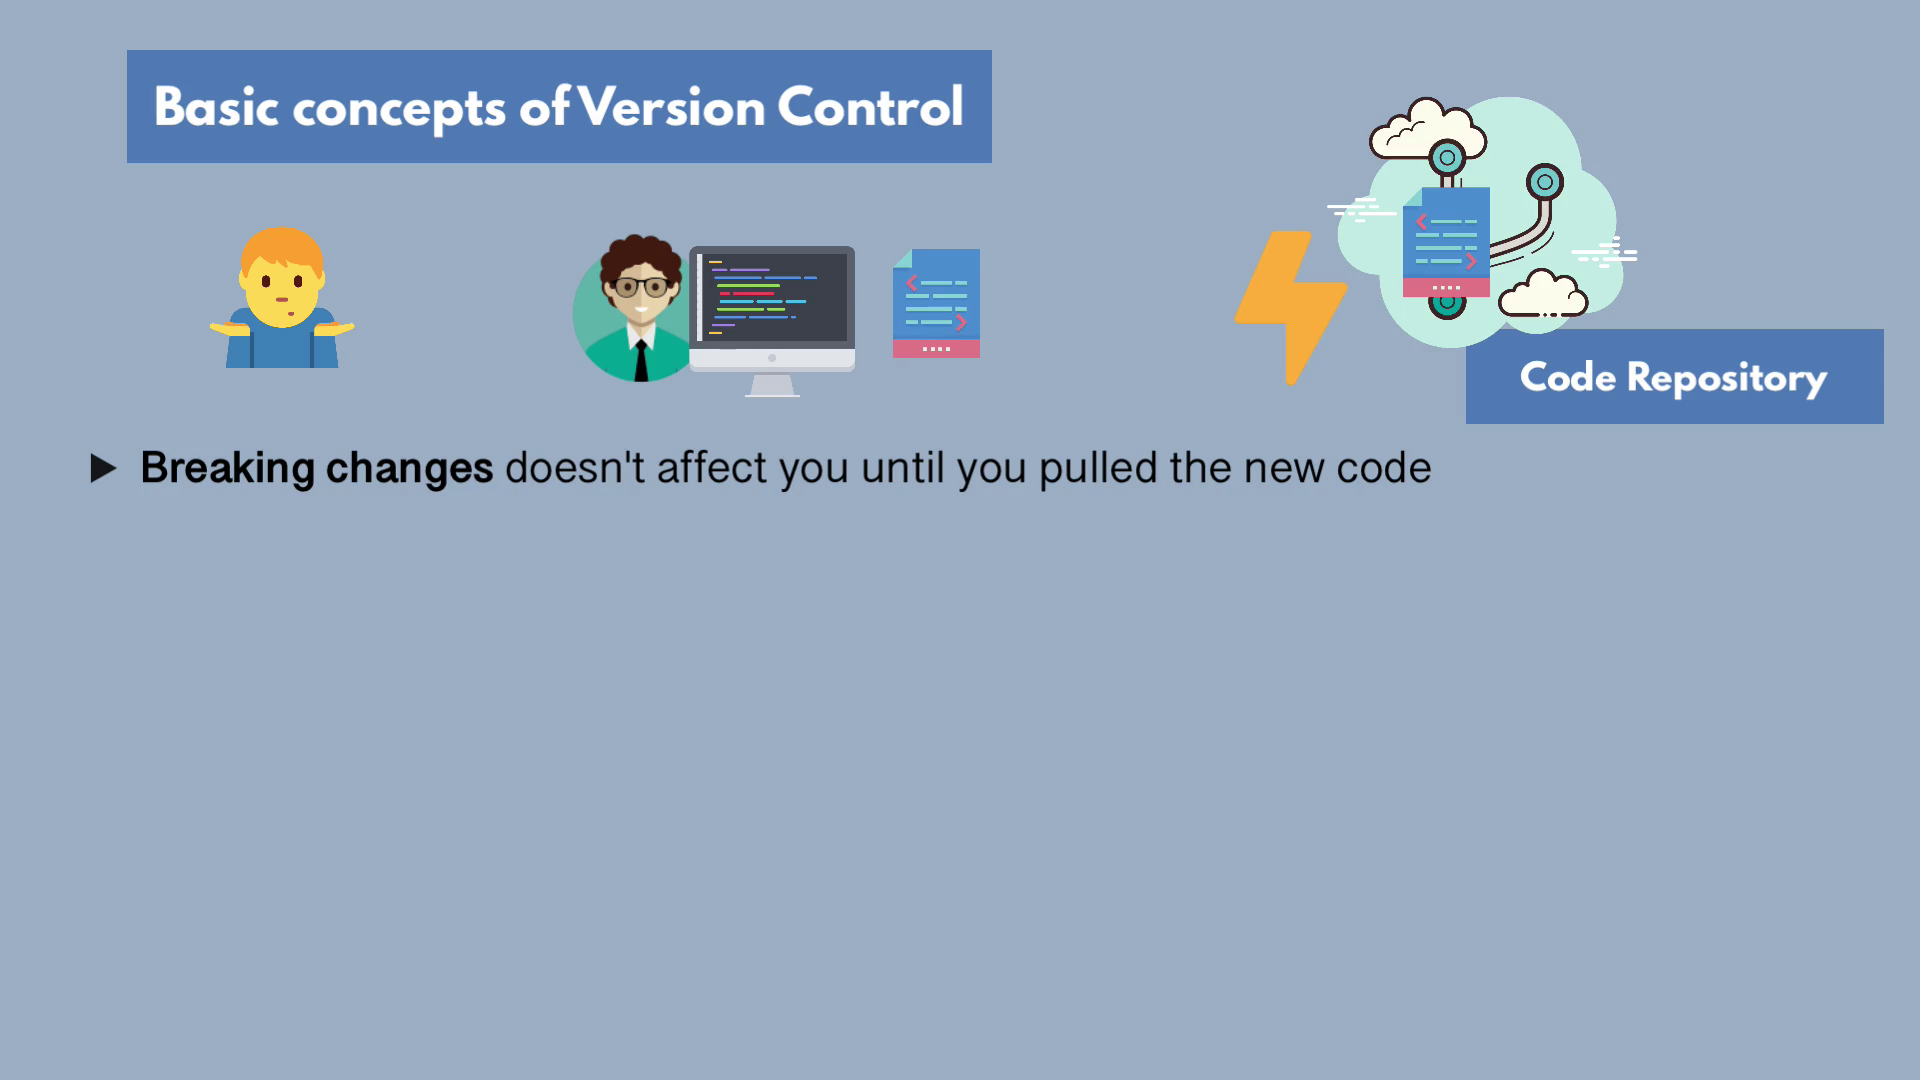 Basic concepts of Version Control
Code Repository
Breaking changes doesn't affect you until you pulled the new code